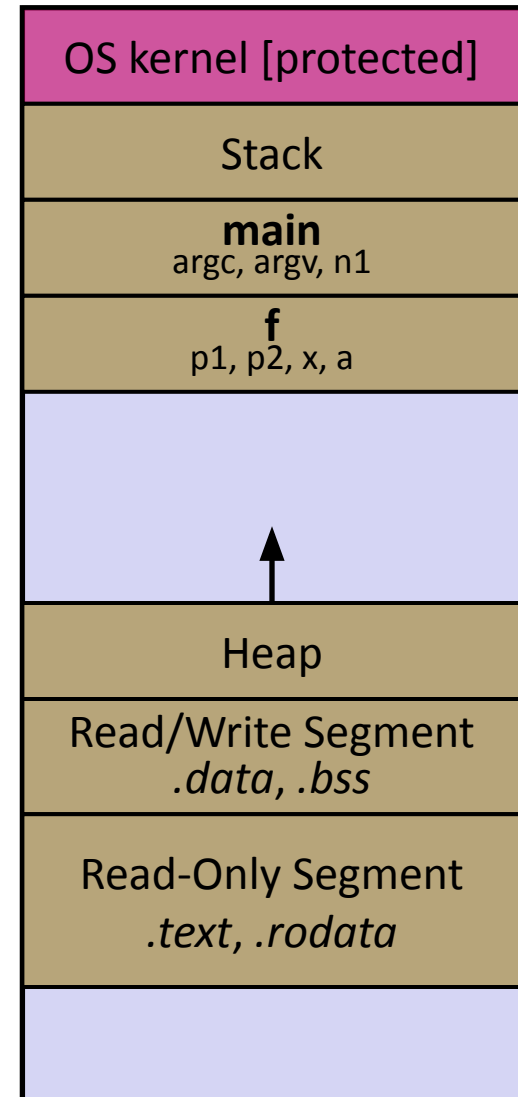 OS kernel [protected]
Stack
main
argc, argv, n1
f
p1, p2, x, a
Heap
Read/Write Segment
.data, .bss
Read-Only Segment
.text, .rodata